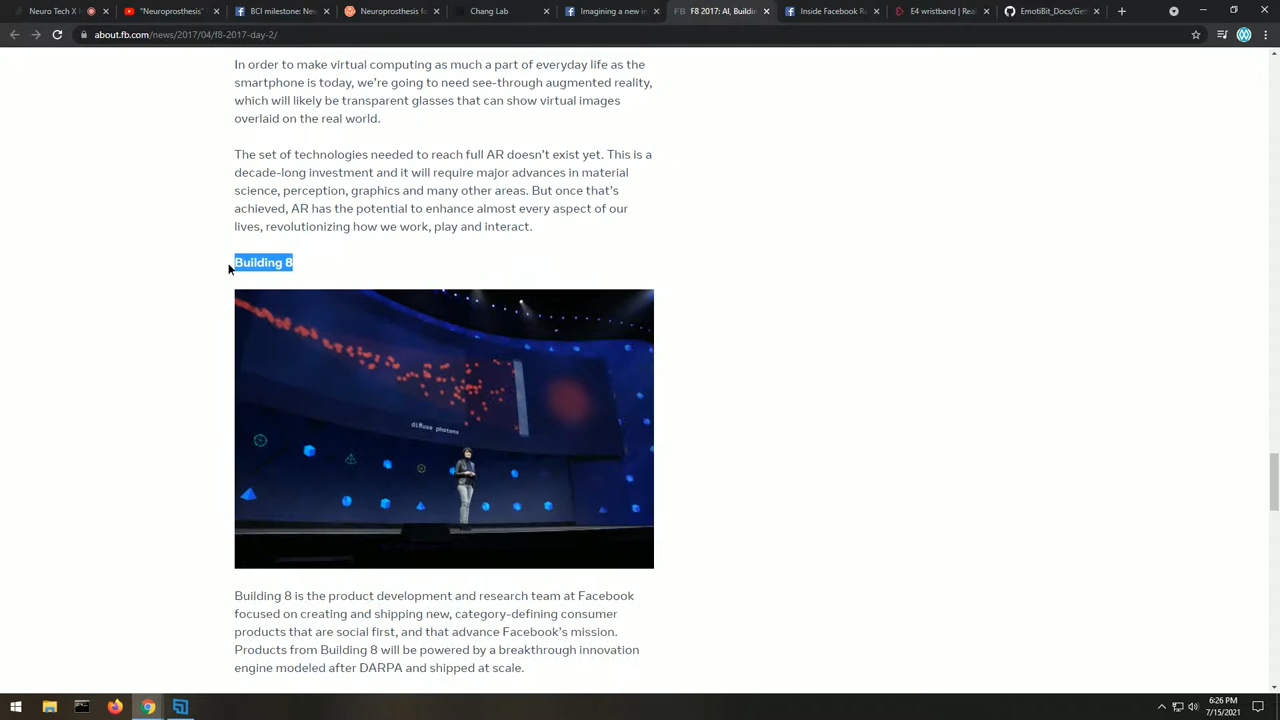 Neuro Tech X
"Neuroprosthesi
BCI milestone: New
Neuroprosthesis fo
Chang Lab
Imagining a new in
F8 2017: AI, Buildin
Inside Facebook Re
E4 wristband | Rea
EmotiBit_Docs/Get
about.fb.com/news/2017/04/f8-2017-day-2/
In order to make virtual computing as much a part of everyday life as the
smartphone is today, we're going to need see-through augmented reality,
which will likely be transparent glasses that can show virtual images
overlaid on the real world.
The set of technologies needed to reach full AR doesn't exist yet. This is a
decade-long investment and it will require major advances in material
science, perception, graphics and many other areas. But once that's
achieved, AR has the potential to enhance almost every aspect of our
lives, revolutionizing how we work, play and interact.
Building 8
diffuse photons
Building 8 is the product development and research team at Facebook
focused on creating and shipping new, category-defining consumer
products that are social first, and that advance Facebook's mission.
Products from Building 8 will be powered by a breakthrough innovation
engine modeled after DARPA and shipped at scale.
6:26 PM
7/15/2021